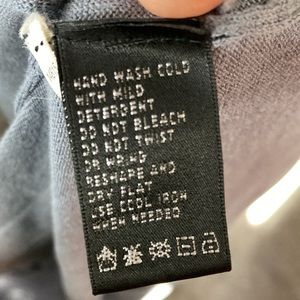 HAND WASH COLD
WITH MILD
DETERGENT
DO NOT BLEACH
DO NOT TWIST
OR WRING
RESHAPE AND
DRY FLAT
USE COOL IRON
WHEN NEEDED